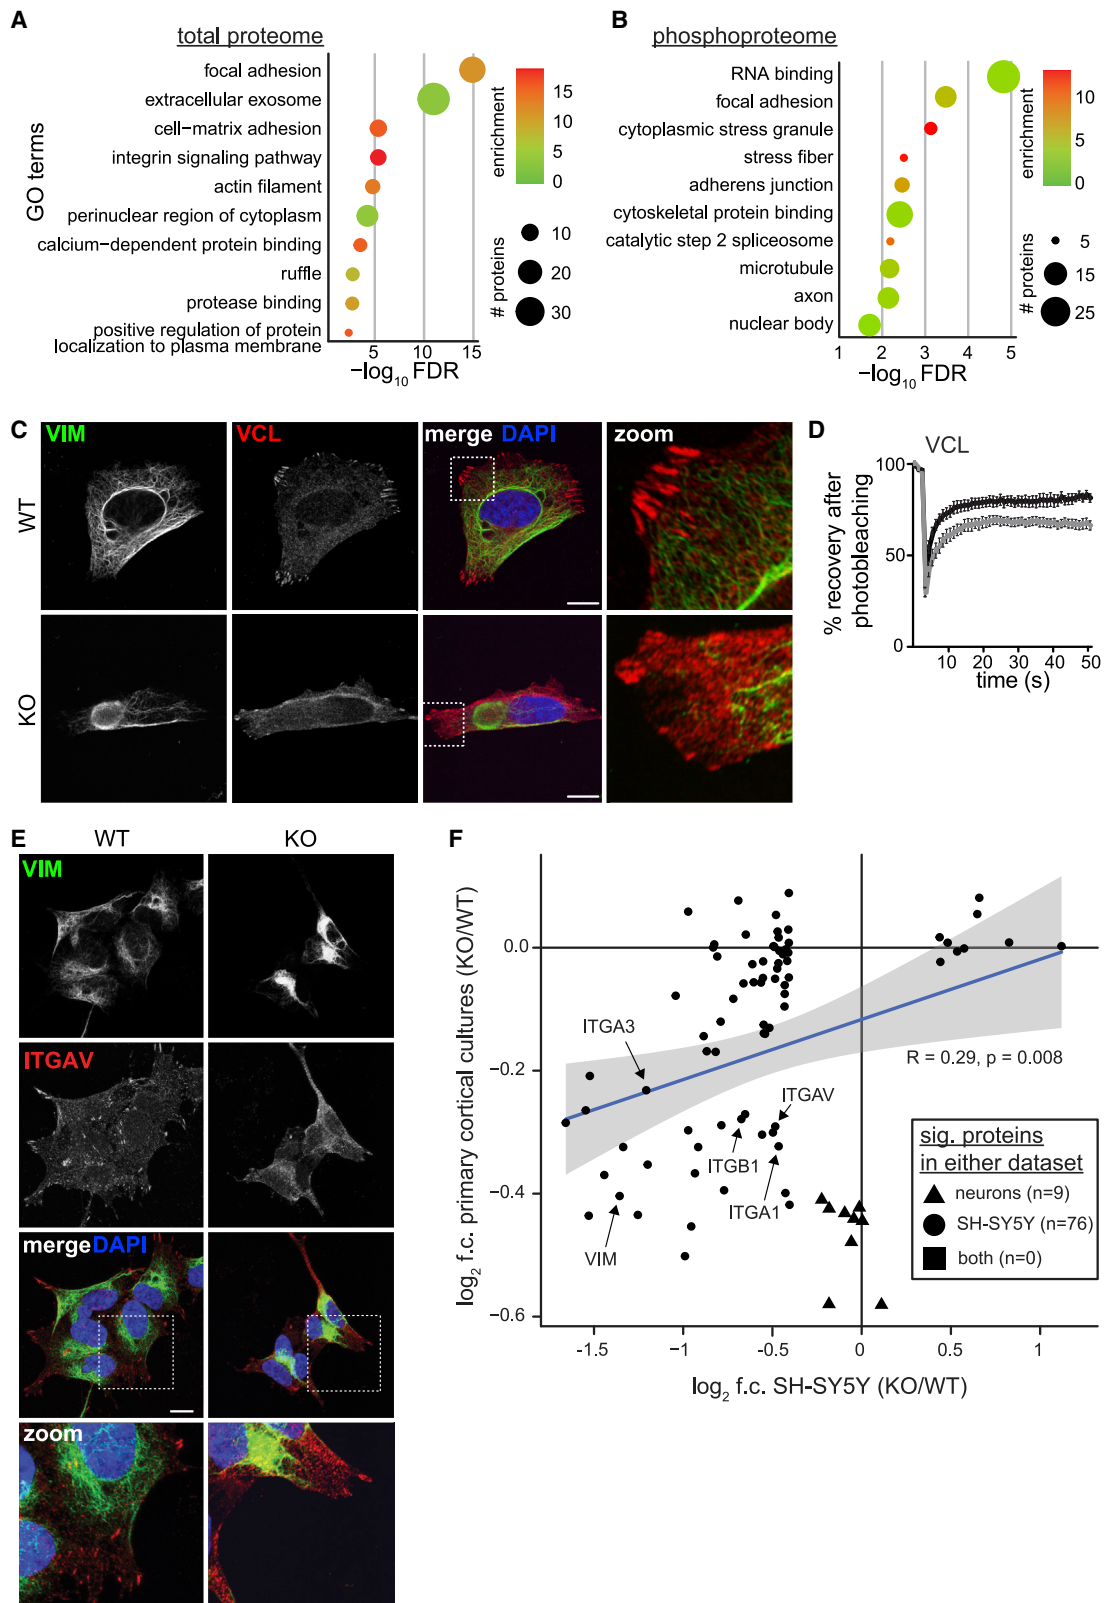 A
total proteome
GO terms
focal adhesion
extracellular exosome
cell−matrix adhesion
integrin signaling pathway
actin filament
perinuclear region of cytoplasm
calcium−dependent protein binding
ruffle
protease binding
positive regulation of protein
localization to plasma membrane
5 10 15
−log10 FDR
enrichment
15
10
5
0
# proteins
10
20
30
B
phosphoproteome
RNA binding
focal adhesion
cytoplasmic stress granule
stress fiber
adherens junction
cytoskeletal protein binding
catalytic step 2 spliceosome
microtubule
axon
nuclear body
1 2 3 4 5
−log10 FDR
enrichment
10
5
0
# proteins
5
15
25
C
VIM
VCL
merge DAPI
zoom
WT
KO
D
VCL
% recovery after
photobleaching
100
50
0
10 20 30 40 50
time (s)
E
WT KO
VIM
ITGAV
merge DAPI
zoom
F
log2 f.c. primary cortical cultures (KO/WT)
0.0
−0.2
−0.4
−0.6
ITGA3
ITGAV
ITGB1
ITGA1
VIM
R = 0.29, p = 0.008
sig. proteins
in either dataset
neurons (n=9)
SH-SY5Y (n=76)
both (n=0)
-1.5 −1 -0.5 0 0.5 1
log2 f.c. SH-SY5Y (KO/WT)